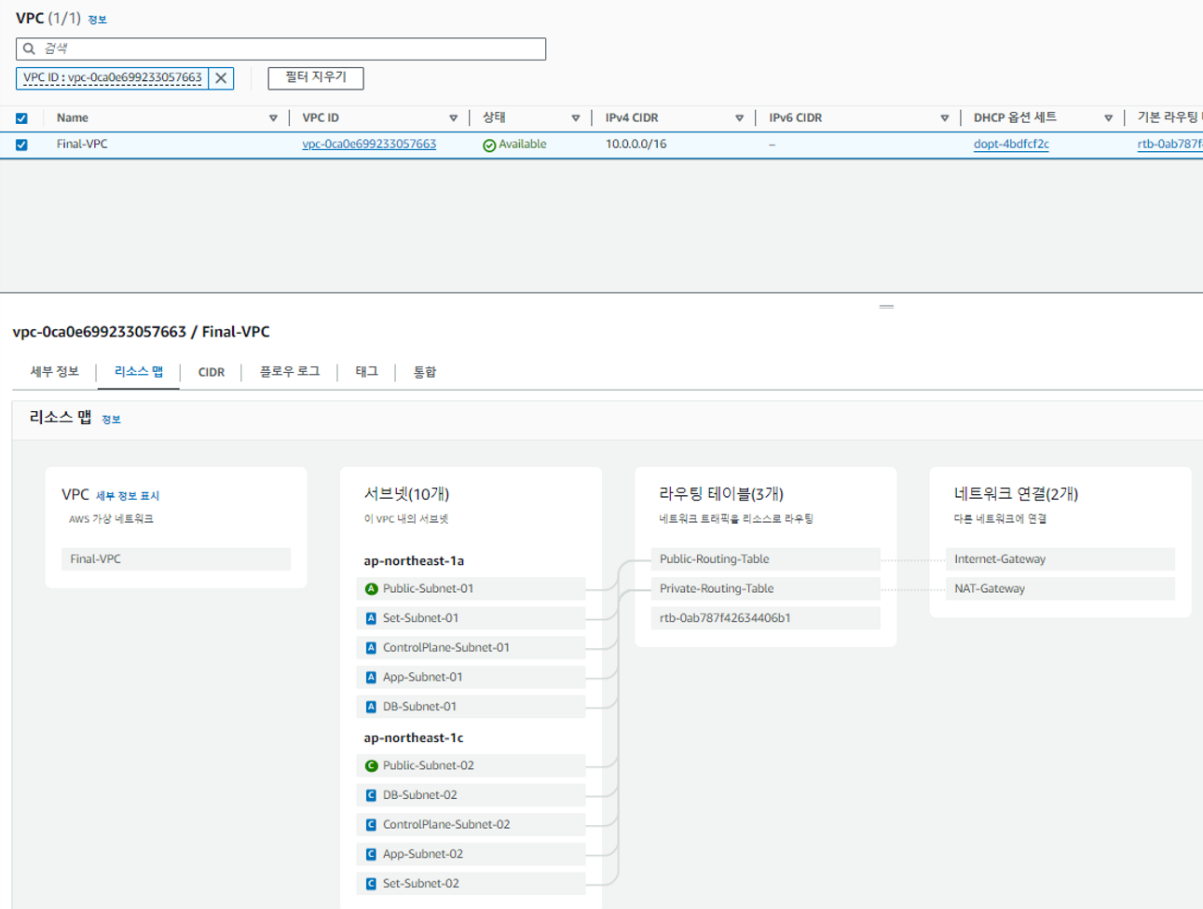 VPC (1/1) 정보
검색
VPC ID : vpc-0ca0e699233057663 필터 지우기
Name VPC ID 상태 IPv4 CIDR IPv6 CIDR DHCP 옵션 세트 기본 라우팅
Final-VPC vpc-0ca0e699233057663 Available 10.0.0.0/16 – dopt-4bdfcf2c rtb-0ab787f
vpc-0ca0e699233057663 / Final-VPC
세부 정보 리소스 맵 CIDR 플로우 로그 태그 통합
리소스 맵 정보
VPC 세부 정보 표시
AWS 가상 네트워크
Final-VPC
서브넷(10개)
이 VPC 내의 서브넷
ap-northeast-1a
A Public-Subnet-01
A Set-Subnet-01
A ControlPlane-Subnet-01
A App-Subnet-01
A DB-Subnet-01
ap-northeast-1c
C Public-Subnet-02
C DB-Subnet-02
C ControlPlane-Subnet-02
C App-Subnet-02
C Set-Subnet-02
라우팅 테이블(3개)
네트워크 트래픽을 리소스로 라우팅
Public-Routing-Table
Private-Routing-Table
rtb-0ab787f42634406b1
네트워크 연결(2개)
다른 네트워크에 연결
Internet-Gateway
NAT-Gateway